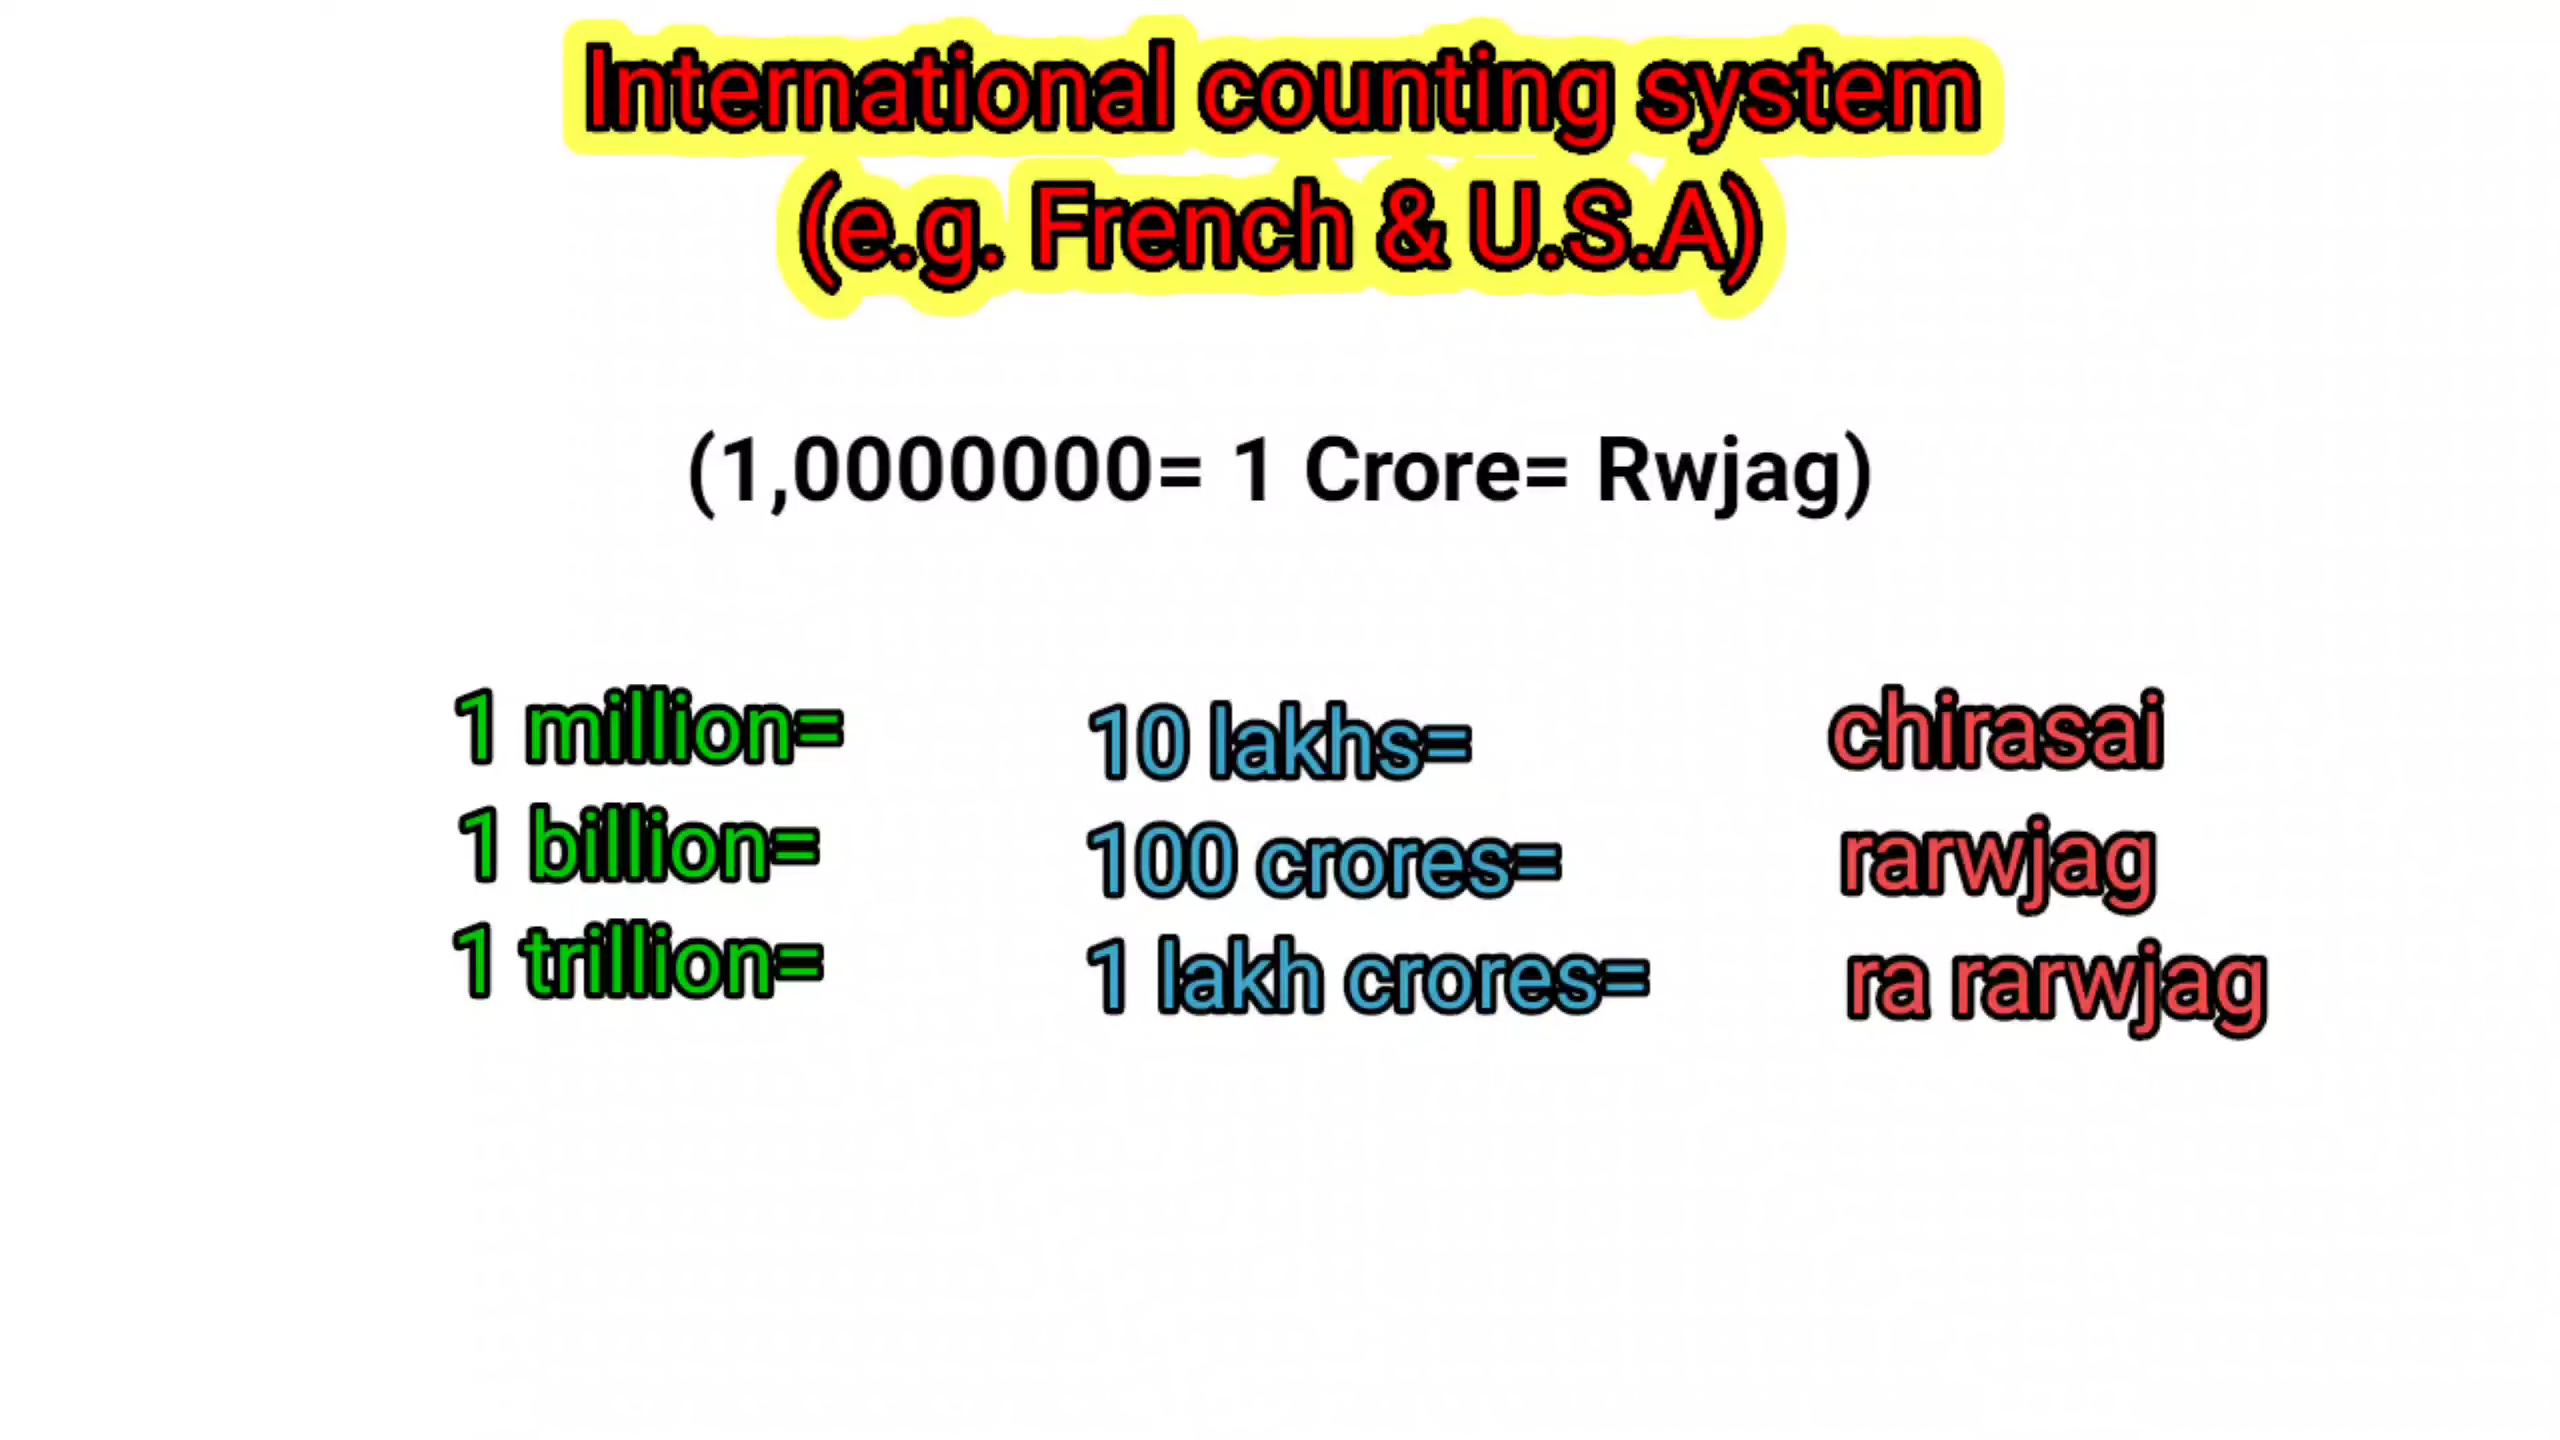 International counting system
(e.g. French & U.S.A)
(1,0000000= 1 Crore= Rwjag)
1 million= 10 lakhs= chirasai
1 billion= 100 crores= rarwjag
1 trillion= 1 lakh crores= ra rarwjag